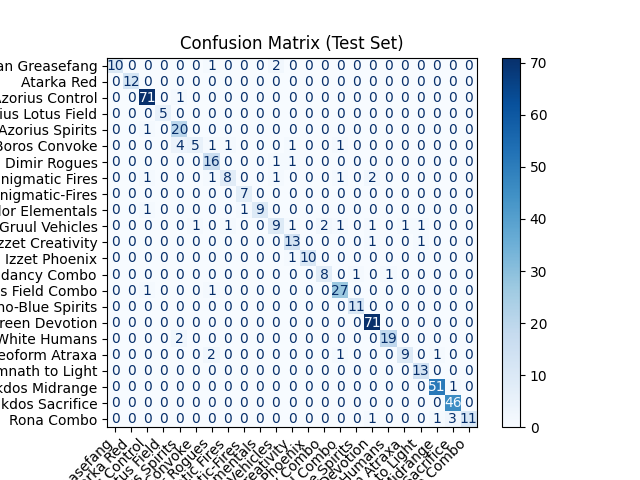 Confusion Matrix (Test Set)
an Greasefang 10 0 0 0 0 0 1 0 0 0 2 0 0 0 0 0 0 0 0 0 0 0 0
Atarka Red 0 12 0 0 0 0 0 0 0 0 0 0 0 0 0 0 0 0 0 0 0 0 0
Azorius Control 0 0 71 0 1 0 0 0 0 0 0 0 0 0 0 0 0 0 0 0 0 0 0
ius Lotus Field 0 0 0 5 0 0 0 0 0 0 0 0 0 0 0 0 0 0 0 0 0 0 0
Azorius Spirits 0 0 1 0 20 0 0 0 0 0 0 0 0 0 0 0 0 0 0 0 0 0 0
Boros Convoke 0 0 0 0 4 5 1 1 0 0 1 0 0 0 1 0 0 0 0 0 0 0 0
Dimir Rogues 0 0 0 0 0 0 16 0 0 0 1 1 0 0 0 0 0 0 0 0 0 0 0
nigmatic Fires 0 0 1 0 0 0 1 8 0 0 1 0 0 0 1 0 2 0 0 0 0 0 0
nigmatic-Fires 0 0 0 0 0 0 0 0 7 0 0 0 0 0 0 0 0 0 0 0 0 0 0
or Elementals 0 0 1 0 0 0 0 0 1 9 0 0 0 0 0 0 0 0 0 0 0 0 0
Gruul Vehicles 0 0 0 0 0 1 0 1 0 0 9 1 0 2 1 0 1 0 1 1 0 0 0
zzet Creativity 0 0 0 0 0 0 0 0 0 0 0 13 0 0 0 0 1 0 0 1 0 0 0
Izzet Phoenix 0 0 0 0 0 0 0 0 0 0 0 1 10 0 0 0 0 0 0 0 0 0 0
dancy Combo 0 0 0 0 0 0 0 0 0 0 0 0 0 8 0 1 0 1 0 0 0 0 0
s Field Combo 0 0 1 0 0 0 1 0 0 0 0 0 0 0 27 0 0 0 0 0 0 0 0
no-Blue Spirits 0 0 0 0 0 0 0 0 0 0 0 0 0 0 0 11 0 0 0 0 0 0 0
reen Devotion 0 0 0 0 0 0 0 0 0 0 0 0 0 0 0 0 71 0 0 0 0 0 0
White Humans 0 0 0 0 2 0 0 0 0 0 0 0 0 0 0 0 0 19 0 0 0 0 0
eoform Atraxa 0 0 0 0 0 0 2 0 0 0 0 0 0 0 1 0 0 0 9 0 1 0 0
mnath to Light 0 0 0 0 0 0 0 0 0 0 0 0 0 0 0 0 0 0 0 13 0 0 0
kdos Midrange 0 0 0 0 0 0 0 0 0 0 0 0 0 0 0 0 0 0 0 0 51 1 0
kdos Sacrifice 0 0 0 0 0 0 0 0 0 0 0 0 0 0 0 0 0 0 0 0 0 46 0
Rona Combo 0 0 0 0 0 0 0 0 0 0 0 0 0 0 0 0 1 0 0 0 1 3 11
70
60
50
40
30
20
10
0